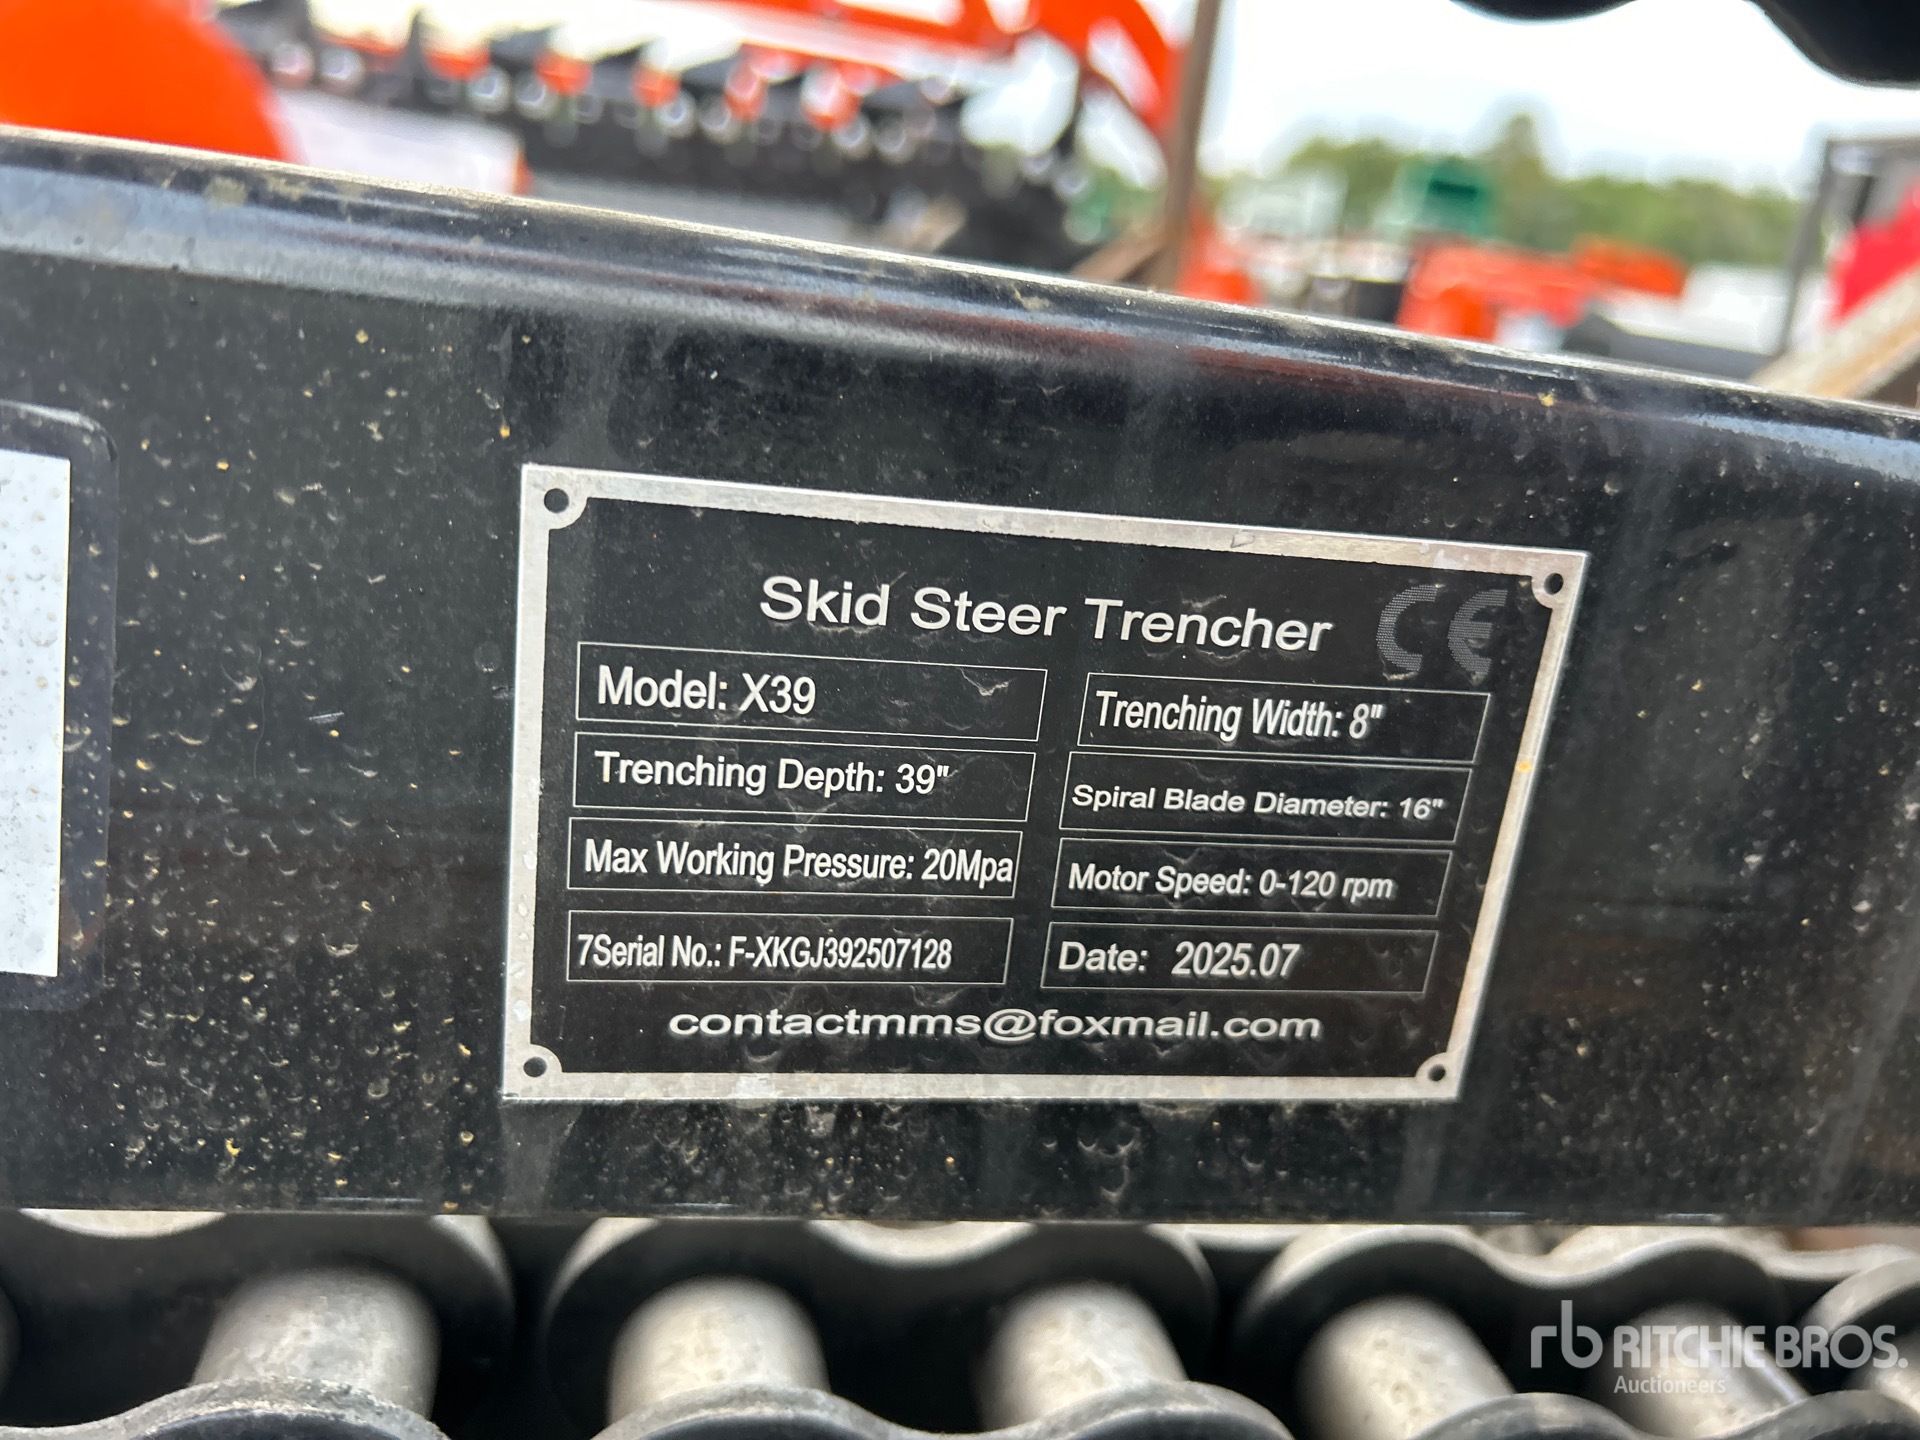 Skid Steer Trencher CE
Model: X39
Trenching Width: 8"
Trenching Depth: 39"
Spiral Blade Diameter: 16"
Max Working Pressure: 20Mpa
Motor Speed: 0-120 rpm
7Serial No.: F-XKGJ392507128
Date: 2025.07
contactmms@foxmail.com
rb RITCHIE BROS.
Auctioneers